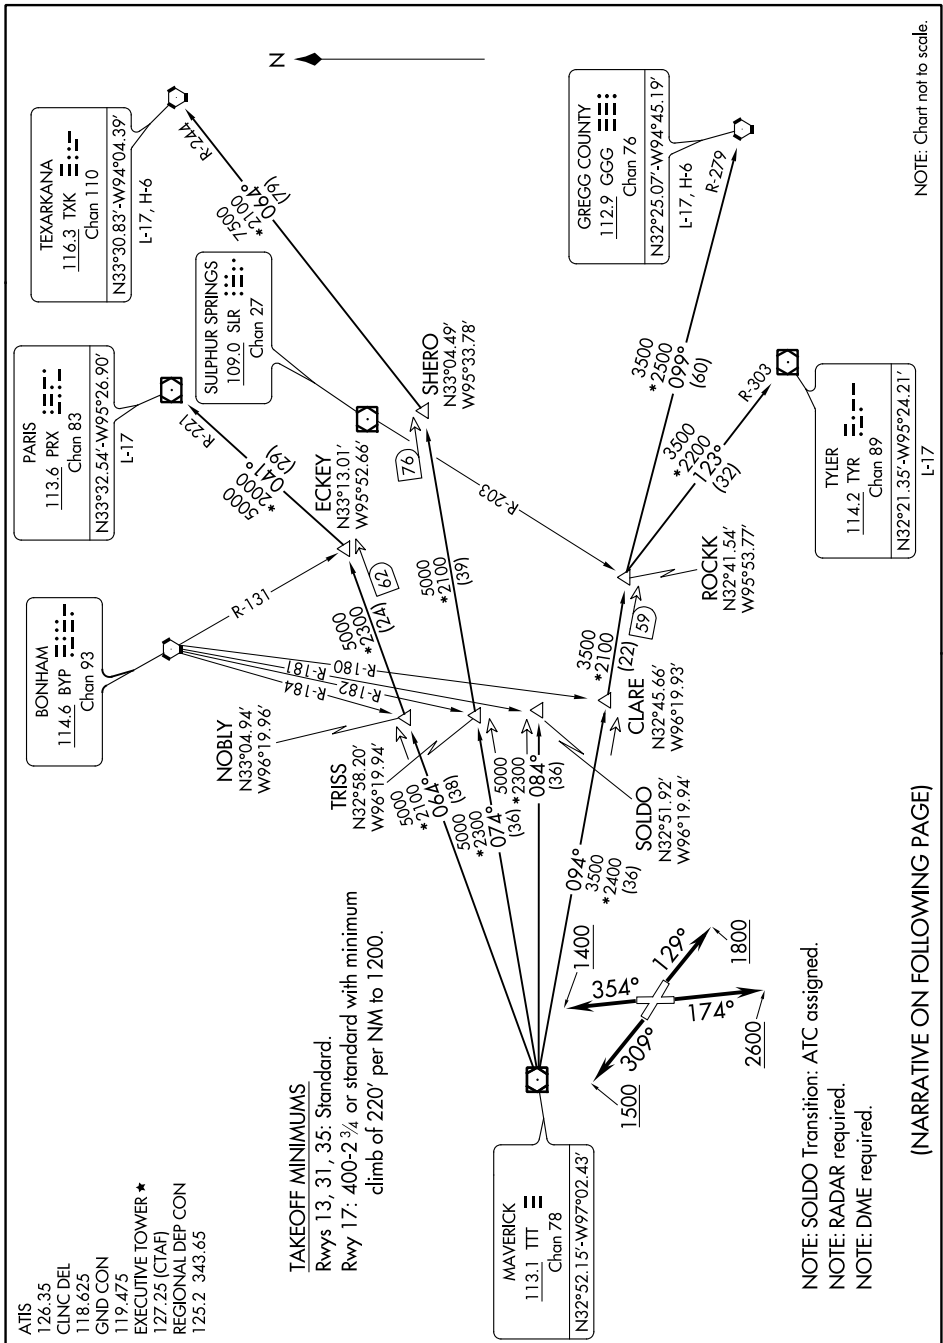 ATIS
126.35
CLNC DEL
118.625
GND CON
119.475
EXECUTIVE TOWER ★
127.25 (CTAF)
REGIONAL DEP CON
125.2 343.65
TAKEOFF MINIMUMS
Rwys 13, 31, 35: Standard.
Rwy 17: 400-2 ¾ or standard with minimum
climb of 220' per NM to 1200.
BONHAM
114.6 BYP
Chan 93
PARIS
113.6 PRX
Chan 83
N33°32.54'-W95°26.90'
L-17
TEXARKANA
116.3 TXK
Chan 110
N33°30.83'-W94°04.39'
L-17, H-6
SULPHUR SPRINGS
109.0 SLR
Chan 27
GREGG COUNTY
112.9 GGG
Chan 76
N32°25.07'-W94°45.19'
L-17, H-6
TYLER
114.2 TYR
Chan 89
N32°21.35'-W95°24.21'
L-17
MAVERICK
113.1 TTT
Chan 78
N32°52.15'-W97°02.43'
N
NOBLY
N33°04.94'
W96°19.96'
TRISS
N32°58.20'
W96°19.94'
SOLDO
N32°51.92'
W96°19.94'
CLARE
N32°45.66'
W96°19.93'
ECKEY
N33°13.01'
W95°52.66'
SHERO
N33°04.49'
W95°33.78'
ROCKK
N32°41.54'
W95°53.77'
R-131
R-180
R-181
R-182
R-184
R-221
R-244
R-203
R-279
R-303
5000
*2100
064°
(38)
5000
*2300
074°
(36)
5000
*2300
084°
(36)
094°
3500
*2400
(36)
5000
*2300
(24)
62
5000
*2000
041°
(29)
5000
*2100
(39)
76
7500
*2100
064°
(79)
3500
*2100
(22)
59
3500
*2500
099°
(60)
3500
*2200
123°
(32)
1400
354°
129°
1800
174°
2600
309°
1500
NOTE: SOLDO Transition: ATC assigned.
NOTE: RADAR required.
NOTE: DME required.
(NARRATIVE ON FOLLOWING PAGE)
NOTE: Chart not to scale.